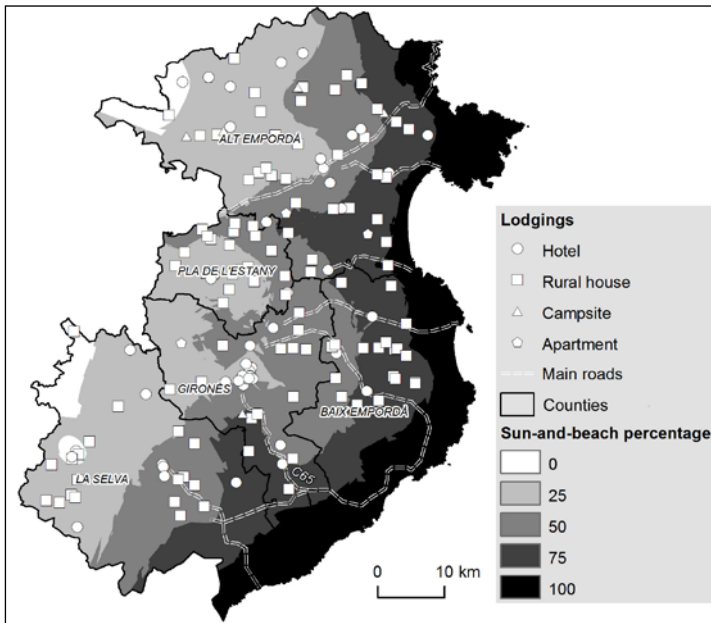 ALT EMPORDÀ
PLA DE L'ESTANY
GIRONÈS
BAIX EMPORDÀ
LA SELVA
C65
Lodgings
Hotel
Rural house
Campsite
Apartment
Main roads
Counties
Sun-and-beach percentage
0
25
50
75
100
0 10 km